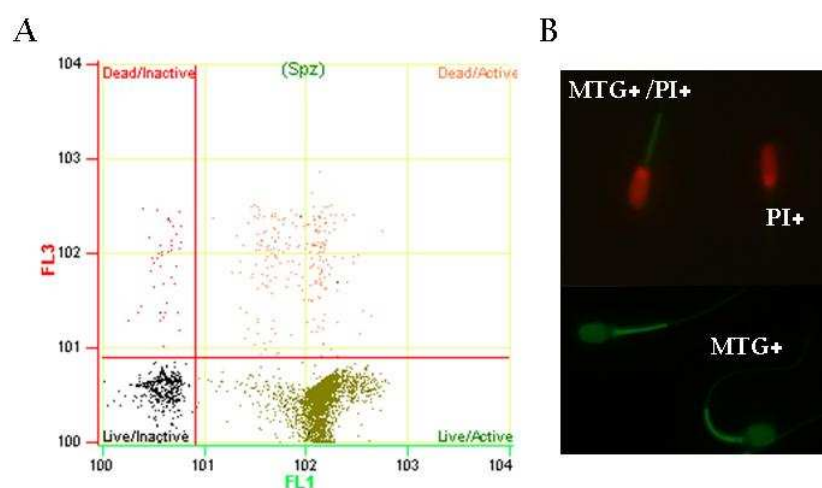 A
B
104
Dead/Inactive
(Spz)
Dead/Active
103
FL3
102
101
100
Live/Inactive
Live/Active
100
101
102
103
104
FL1
MTG+ /PI+
PI+
MTG+